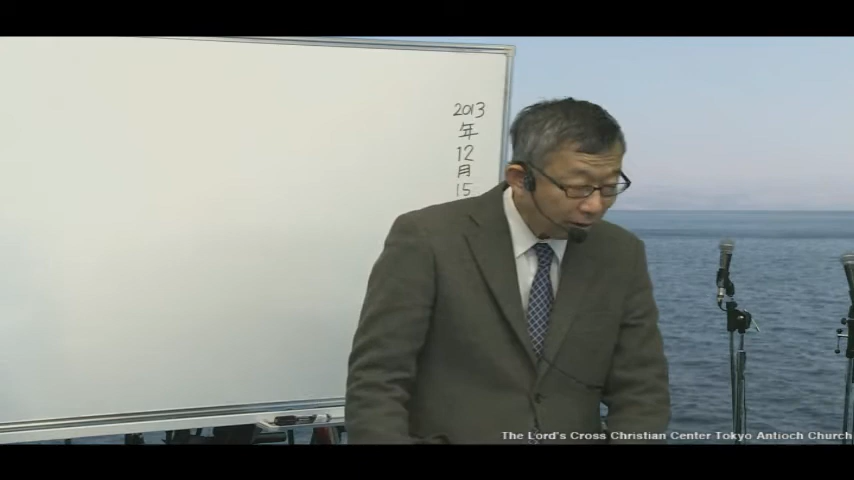 2013
年
12
月
15
The Lord's Cross Christian Center Tokyo Antioch Church